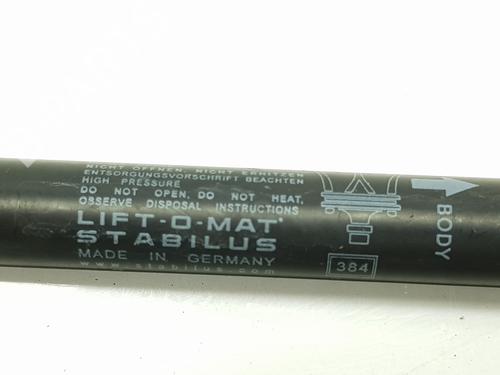 NICHT ÖFFNEN, NICHT ERHITZEN
ENTSORGUNGSVORSCHRIFT BEACHTEN
HIGH PRESSURE
DO NOT OPEN, DO NOT HEAT,
OBSERVE DISPOSAL INSTRUCTIONS
LIFT-O-MAT®
STABILUS
MADE IN GERMANY
www.stabilus.com
384
BODY